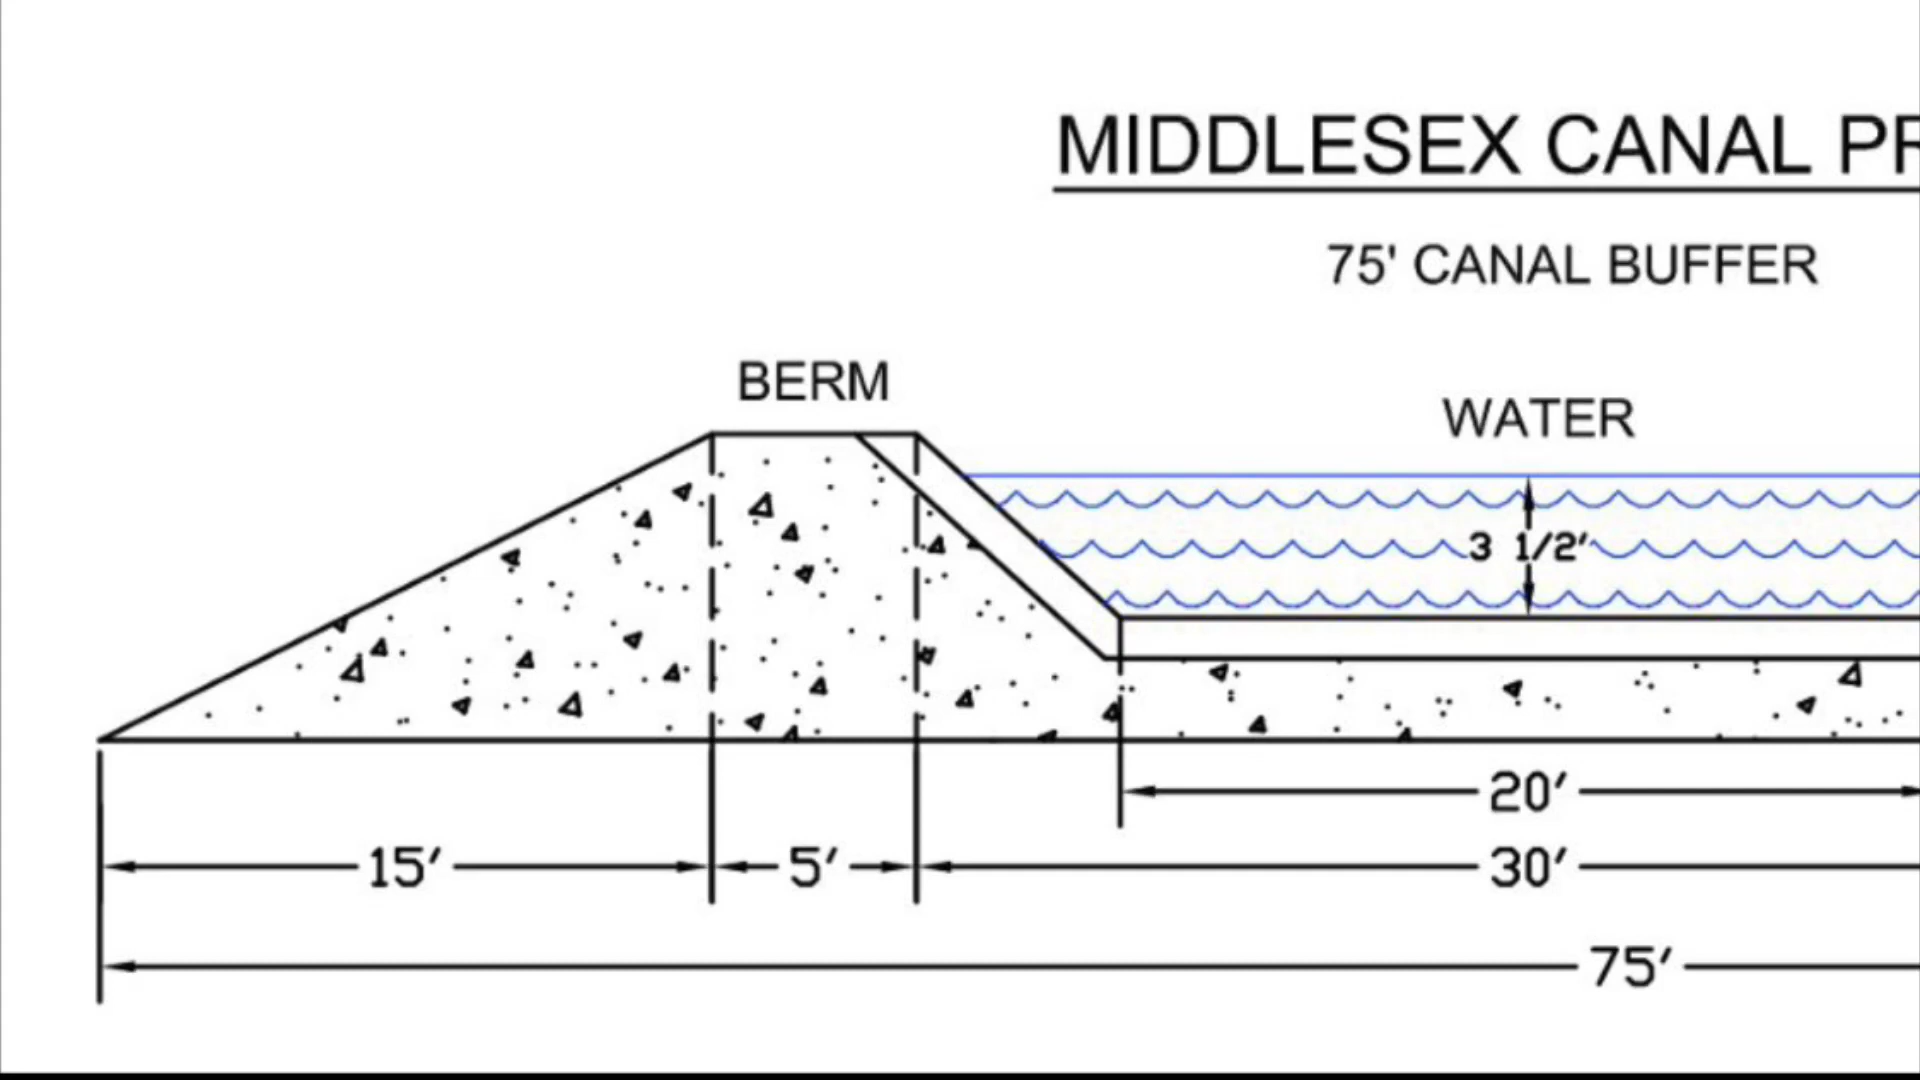 MIDDLESEX CANAL PR
75' CANAL BUFFER
BERM
WATER
3 1/2'
20'
15' 5' 30'
75'